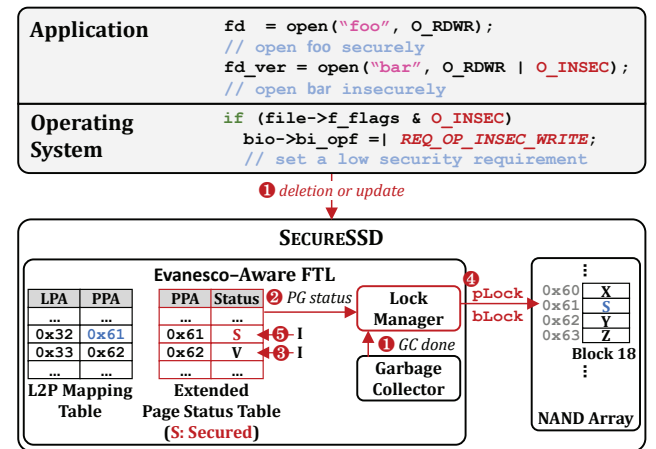 Application
fd = open("foo", O_RDWR);
// open foo securely
fd_ver = open("bar", O_RDWR | O_INSEC);
// open bar insecurely
Operating System
if (file->f_flags & O_INSEC)
bio->bi_opf =| REQ_OP_INSEC_WRITE;
// set a low security requirement
❶ deletion or update
SECURESSD
Evanesco-Aware FTL
LPA PPA
... ...
0x32 0x61
0x33 0x62
... ...
L2P Mapping Table
PPA Status
... ...
0x61 S ❺ I
0x62 V ❸ I
... ...
Extended
Page Status Table
(S: Secured)
❷ PG status
Lock Manager
❶ GC done
Garbage Collector
❹
pLock
bLock
⋮
0x60 X
0x61 S
0x62 Y
0x63 Z
Block 18
⋮
NAND Array